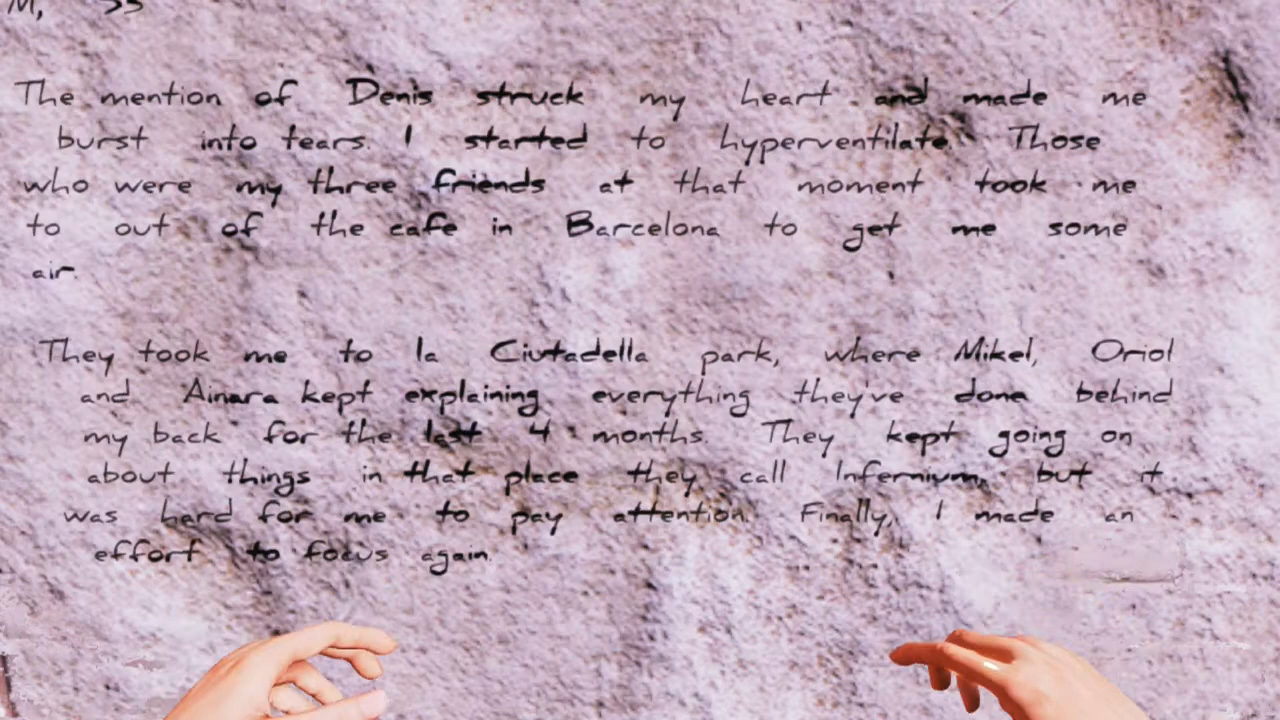 M, 55
The mention of Denis struck my heart and made me
burst into tears. I started to hyperventilate. Those
who were my three friends at that moment took me
to out of the cafe in Barcelona to get me some
air.
They took me to la Ciutadella park, where Mikel, Oriol
and Ainara kept explaining everything they've done behind
my back for the last 4 months. They kept going on
about things in that place they call Infernium, but it
was hard for me to pay attention. Finally, I made an
effort to focus again.